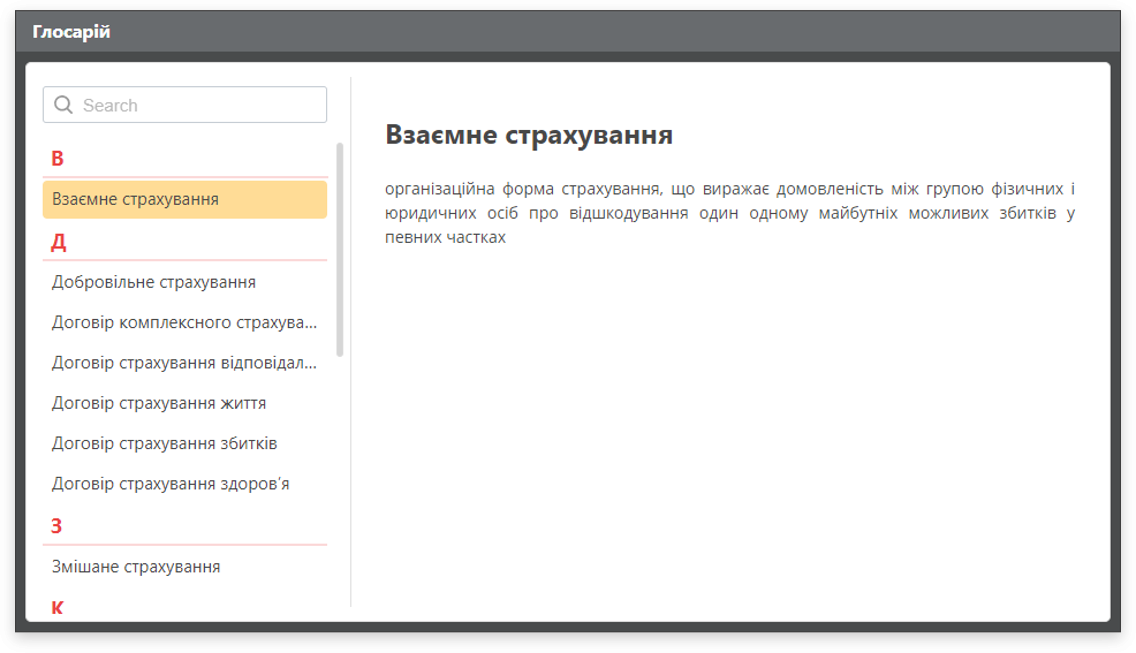 Глосарій
Search
В
Взаємне страхування
Д
Добровільне страхування
Договір комплексного страхува...
Договір страхування відповідал...
Договір страхування життя
Договір страхування збитків
Договір страхування здоров’я
З
Змішане страхування
К
Взаємне страхування
організаційна форма страхування, що виражає домовленість між групою фізичних і
юридичних осіб про відшкодування один одному майбутніх можливих збитків у
певних частках